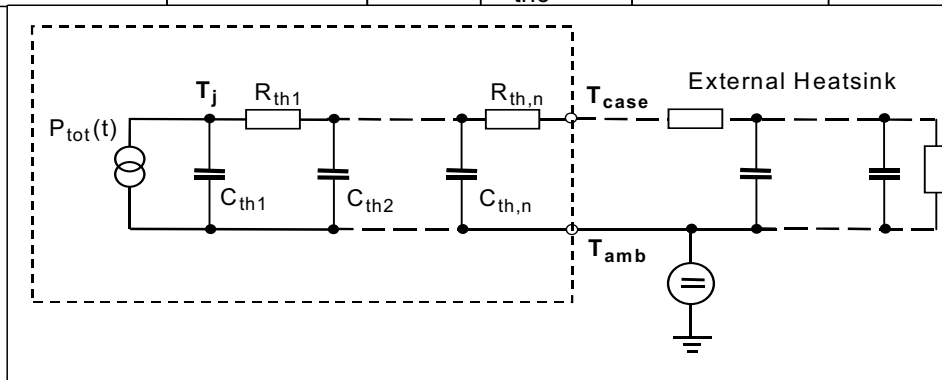 External Heatsink
T_j
R_th1
R_th,n
T_case
P_tot(t)
C_th1
C_th2
C_th,n
T_amb